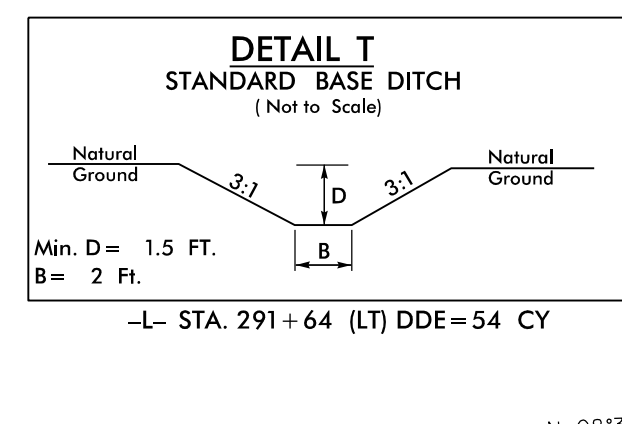 DETAIL T
STANDARD BASE DITCH
( Not to Scale)
Natural
Ground
3:1
D
3:1
Natural
Ground
Min. D = 1.5 FT.
B= 2 Ft.
B
–L– STA. 291+64 (LT) DDE=54 CY